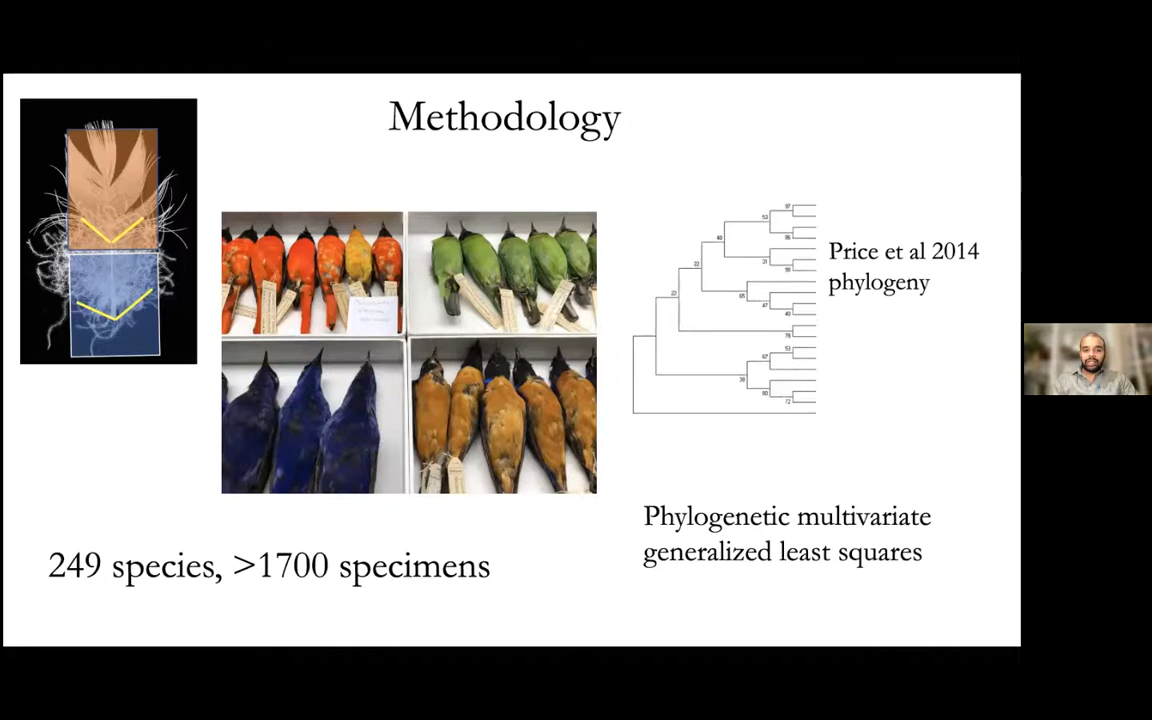 Methodology
Price et al 2014
phylogeny
Phylogenetic multivariate
generalized least squares
249 species, >1700 specimens